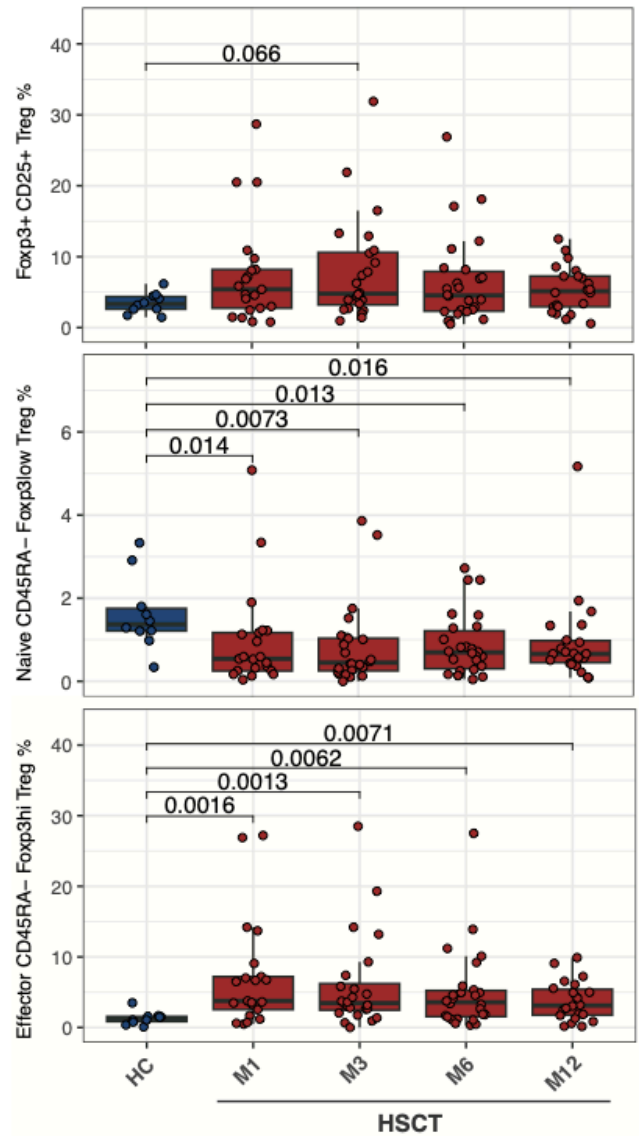 Foxp3+ CD25+ Treg %
40
30
20
10
0
0.066
Naive CD45RA− Foxp3low Treg %
6
4
2
0
0.016
0.013
0.0073
0.014
Effector CD45RA− Foxp3hi Treg %
40
30
20
10
0
0.0071
0.0062
0.0013
0.0016
HC
M1
M3
M6
M12
HSCT